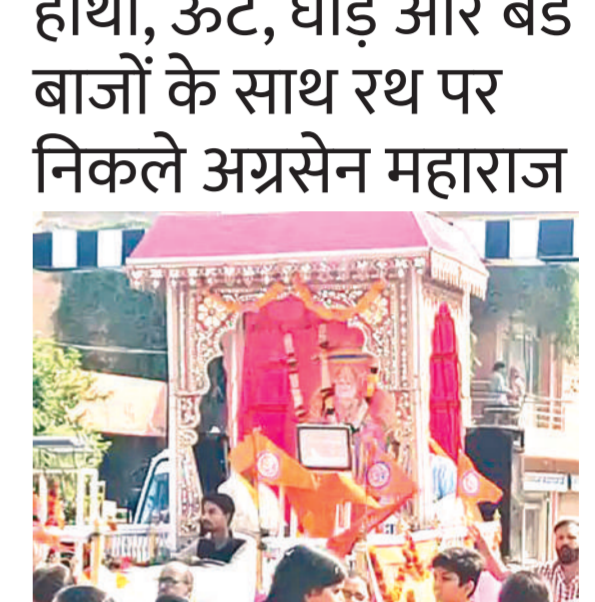 हाथी, ऊंट, घोड़े और बैंड
बाजों के साथ रथ पर
निकले अग्रसेन महाराज